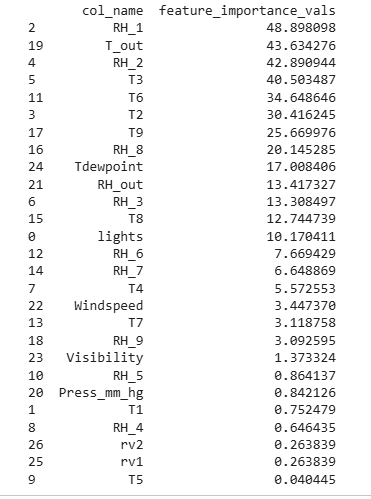 col_name feature_importance_vals
2 RH_1 48.898098
19 T_out 43.634276
4 RH_2 42.890944
5 T3 40.503487
11 T6 34.648646
3 T2 30.416245
17 T9 25.669976
16 RH_8 20.145285
24 Tdewpoint 17.008406
21 RH_out 13.417327
6 RH_3 13.308497
15 T8 12.744739
0 lights 10.170411
12 RH_6 7.669429
14 RH_7 6.648869
7 T4 5.572553
22 Windspeed 3.447370
13 T7 3.118758
18 RH_9 3.092595
23 Visibility 1.373324
10 RH_5 0.864137
20 Press_mm_hg 0.842126
1 T1 0.752479
8 RH_4 0.646435
26 rv2 0.263839
25 rv1 0.263839
9 T5 0.040445